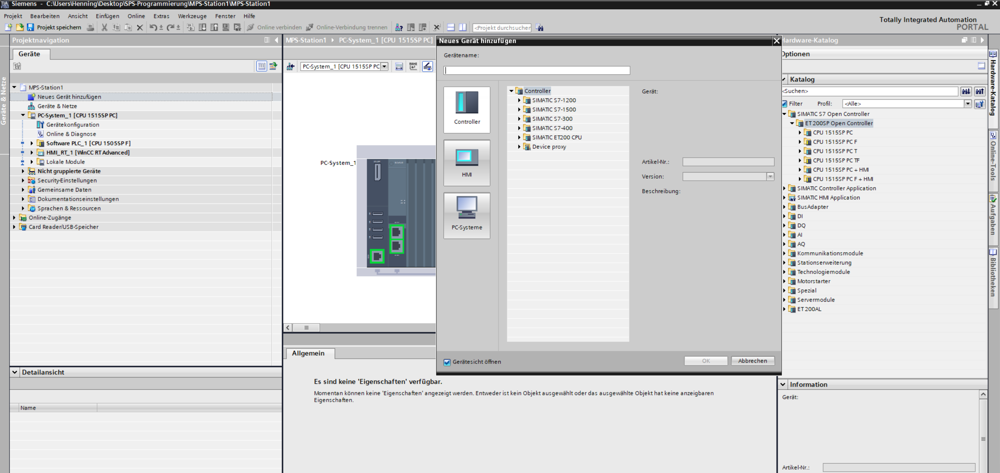 Siemens - C:\Users\Henning\Desktop\SPS-Programmierung\MPS-Station1\MPS-Station1
Projekt Bearbeiten Ansicht Einfügen Online Extras Werkzeuge Fenster Hilfe
Totally Integrated Automation
PORTAL
Projekt speichern Online verbinden Online-Verbindung trennen <Projekt durchsuchen
Projektnavigation
Geräte
Geräte & Netze
MPS-Station1
Neues Gerät hinzufügen
Geräte & Netze
PC-System_1 [CPU 1515SP PC]
Gerätekonfiguration
Online & Diagnose
Software PLC_1 [CPU 1505SP F]
HMI_RT_1 [WinCC RT Advanced]
Lokale Module
Nicht gruppierte Geräte
Security-Einstellungen
Gemeinsame Daten
Dokumentationseinstellungen
Sprachen & Ressourcen
Online-Zugänge
Card Reader/USB-Speicher
Detailansicht
Name
MPS-Station1 PC-System_1 [CPU 1515SP PC]
PC-System_1 [CPU 1515SP PC
PC-System_1
Allgemein
Es sind keine 'Eigenschaften' verfügbar.
Momentan können keine 'Eigenschaften' angezeigt werden. Entweder ist kein Objekt ausgewählt oder das ausgewählte Objekt hat keine anzeigbaren
Eigenschaften.
Neues Gerät hinzufügen
Gerätename:
Controller
HMI
PC-Systeme
Controller
SIMATIC S7-1200
SIMATIC S7-1500
SIMATIC S7-300
SIMATIC S7-400
SIMATIC ET200 CPU
Device proxy
Gerät:
Artikel-Nr.:
Version:
Beschreibung:
Gerätesicht öffnen
OK Abbrechen
Hardware-Katalog
Optionen
Katalog
<Suchen>
Filter Profil: <Alle>
SIMATIC S7 Open Controller
ET 200SP Open Controller
CPU 1515SP PC
CPU 1515SP PC F
CPU 1515SP PC T
CPU 1515SP PC TF
CPU 1515SP PC + HMI
CPU 1515SP PC F + HMI
SIMATIC Controller Application
SIMATIC HMI Application
BusAdapter
DI
DQ
AI
AQ
Kommunikationsmodule
Stationserweiterung
Technologiemodule
Motorstarter
Spezial
Servermodule
ET 200AL
Information
Gerät:
Artikel-Nr.:
Hardware-Katalog
Online-Tools
Aufgaben
Bibliotheken